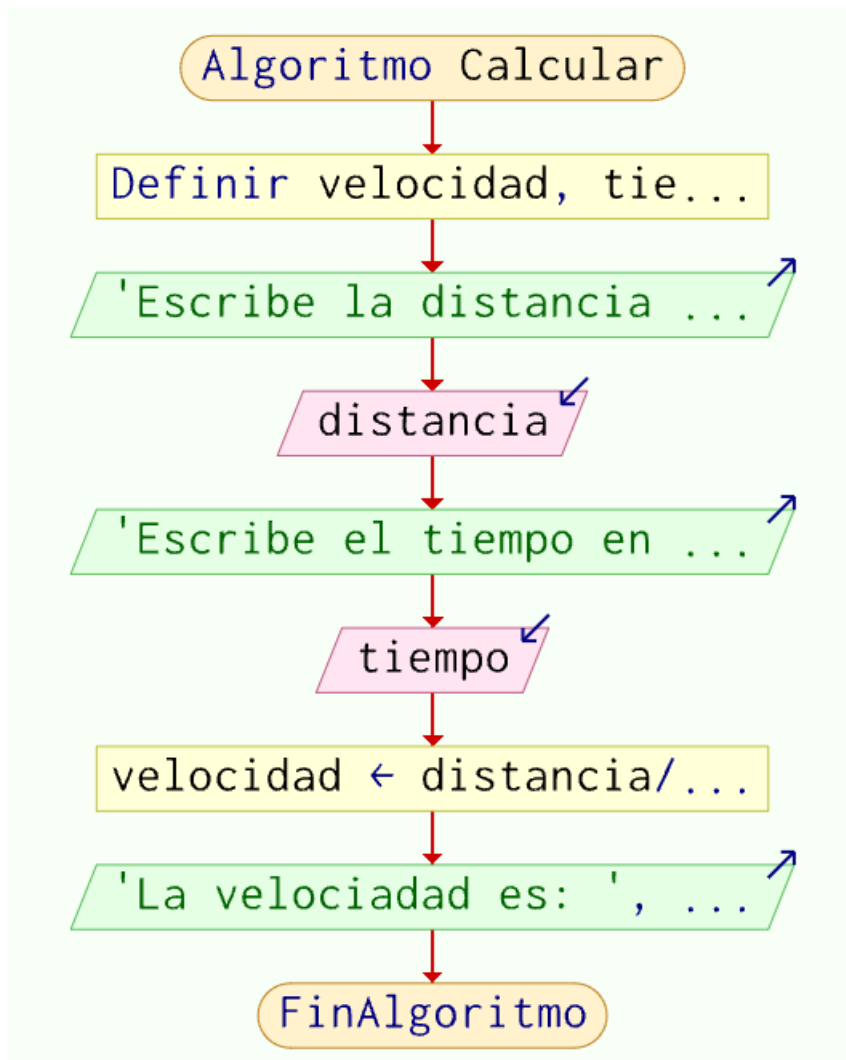 Algoritmo Calcular
Definir velocidad, tie...
'Escribe la distancia ...
distancia
'Escribe el tiempo en ...
tiempo
velocidad ← distancia/...
'La velociadad es: ', ...
FinAlgoritmo